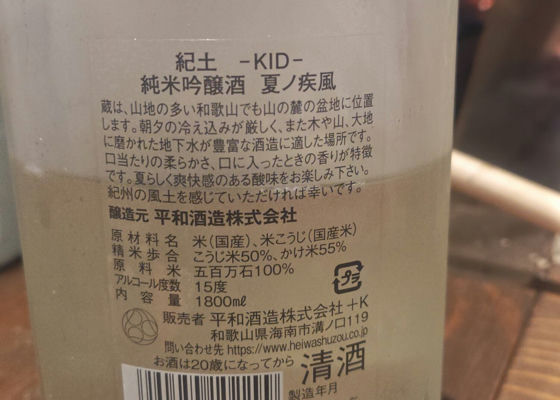 紀土 -KID-
純米吟醸酒 夏ノ疾風
蔵は、山地の多い和歌山でも山の麓の盆地に位置
します。朝夕の冷え込みが厳しく、また木や山、大地
に磨かれた地下水が豊富な酒造に適した場所です。
口当たりの柔らかさ、口に入ったときの香りが特徴
です。夏らしく爽快感のある酸味をお楽しみ下さい。
紀州の風土を感じていただければ幸いです。
醸造元 平和酒造株式会社
原材料名 米(国産)、米こうじ(国産米)
精米歩合 こうじ米50%、かけ米55%
原料米 五百万石100%
アルコール度数 15度
内容量 1800ml
プラ
販売者 平和酒造株式会社 +K
和歌山県海南市溝ノ口119
問い合わせ先 https://www.heiwashuzou.co.jp
お酒は20歳になってから 清酒
製造年月